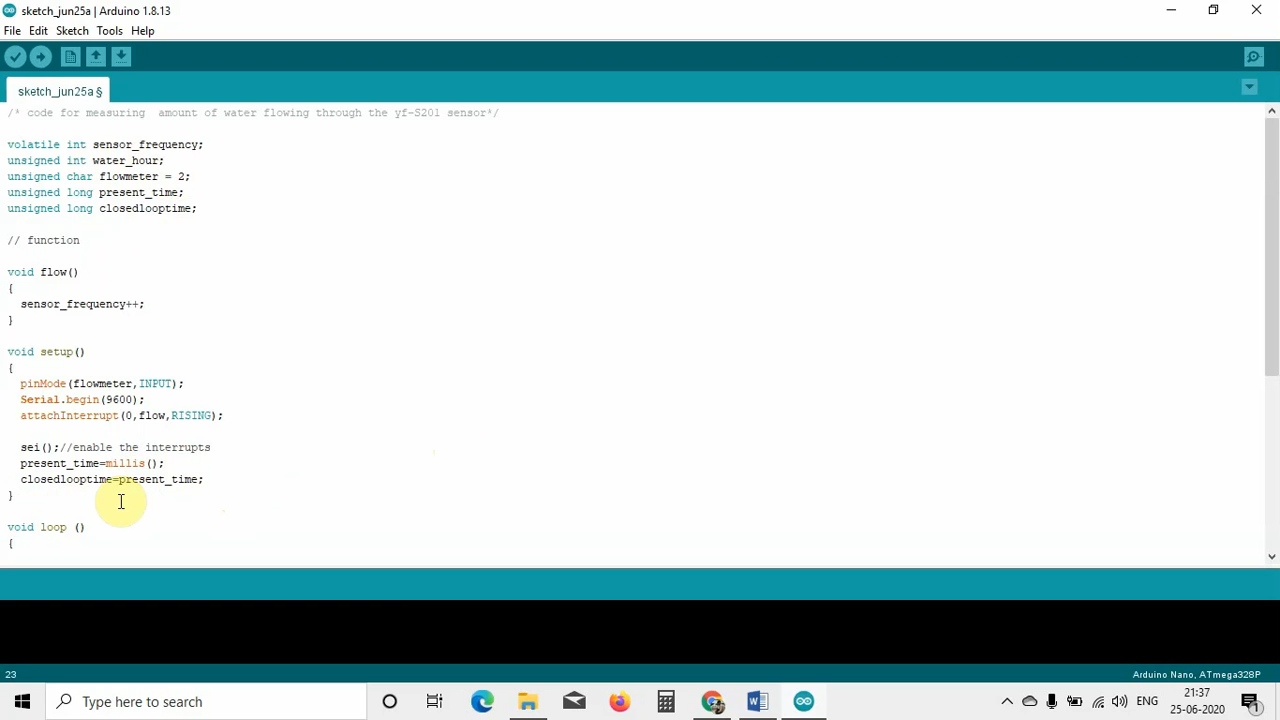 sketch_jun25a | Arduino 1.8.13
File Edit Sketch Tools Help
sketch_jun25a §
/* code for measuring  amount of water flowing through the yf-S201 sensor*/
volatile int sensor_frequency;
unsigned int water_hour;
unsigned char flowmeter = 2;
unsigned long present_time;
unsigned long closedlooptime;
// function
void flow()
{
sensor_frequency++;
}
void setup()
{
pinMode(flowmeter,INPUT);
Serial.begin(9600);
attachInterrupt(0,flow,RISING);
sei();//enable the interrupts
present_time=millis();
closedlooptime=present_time;
}
void loop ()
{
23
Arduino Nano, ATmega328P
Type here to search
ENG
21:37
25-06-2020
1